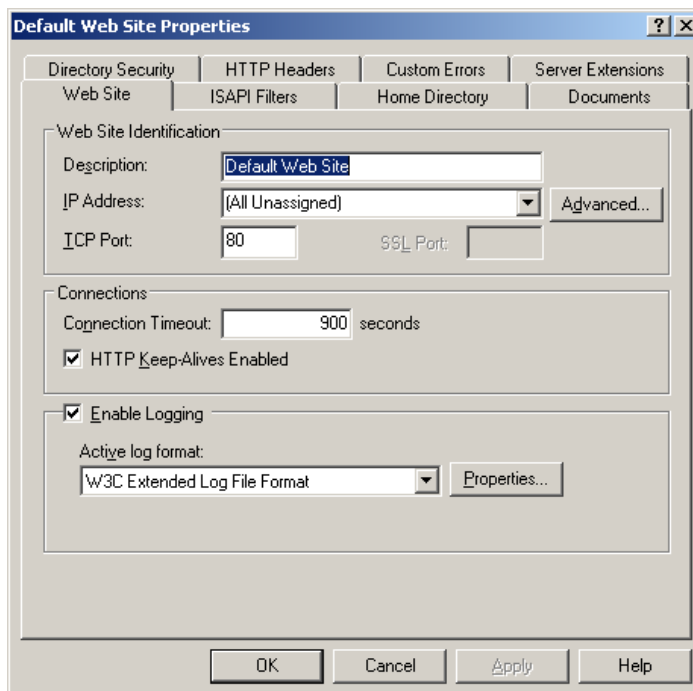 Default Web Site Properties
Directory Security HTTP Headers Custom Errors Server Extensions
Web Site ISAPI Filters Home Directory Documents
Web Site Identification
Description: Default Web Site
IP Address: (All Unassigned) Advanced...
TCP Port: 80 SSL Port:
Connections
Connection Timeout: 900 seconds
HTTP Keep-Alives Enabled
Enable Logging
Active log format:
W3C Extended Log File Format Properties...
OK Cancel Apply Help